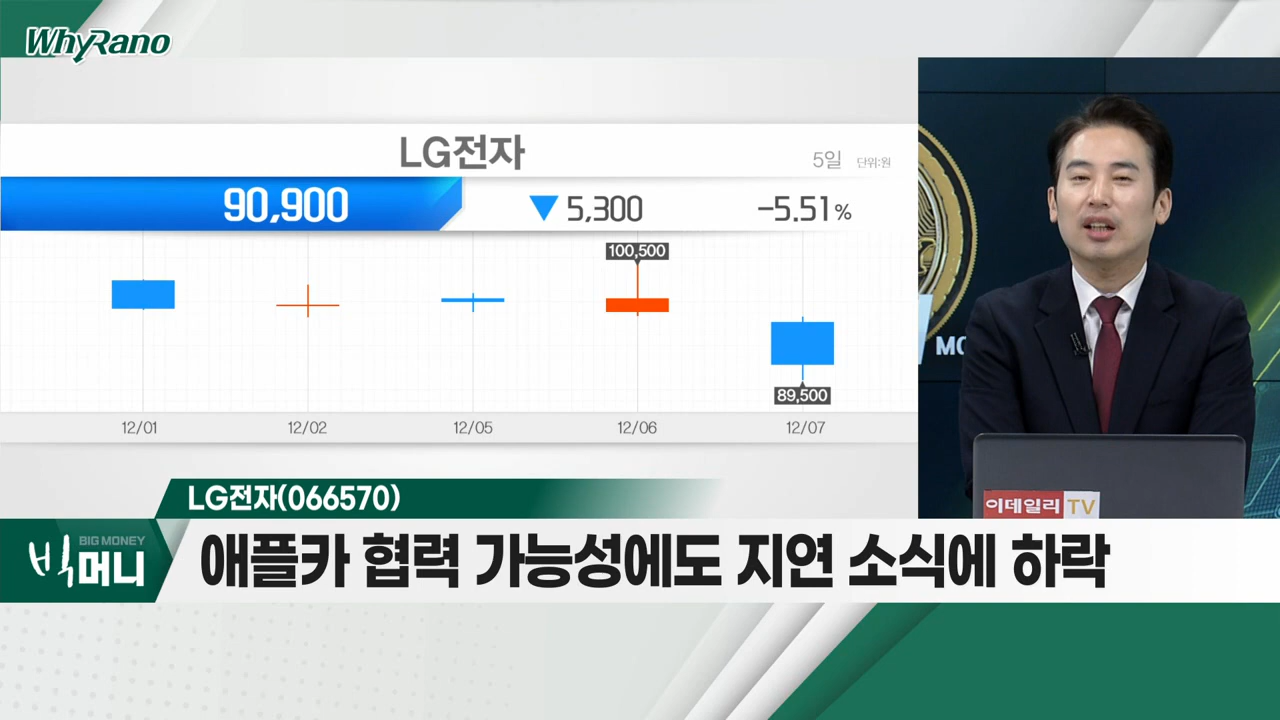 WhyRano
LG전자
5일 단위:원
90,900 ▼5,300 -5.51%
100,500
89,500
12/01 12/02 12/05 12/06 12/07
MO
이데일리TV
LG전자(066570)
BIG MONEY
빅머니
애플카 협력 가능성에도 지연 소식에 하락